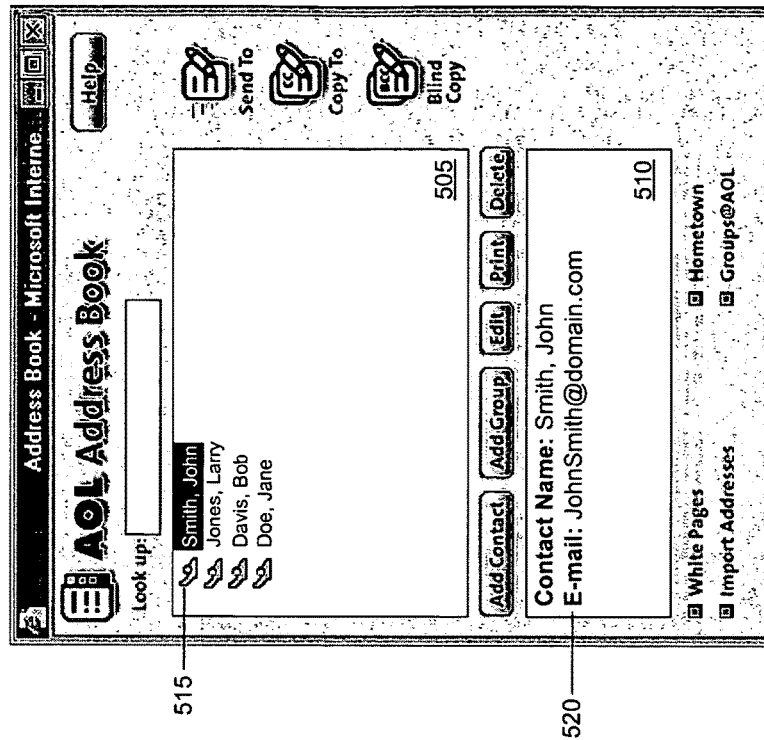 Address Book - Microsoft Interne...
AOL Address Book
Help
Look up:
515
Smith, John
Jones, Larry
Davis, Bob
Doe, Jane
505
Send To
CC
Copy To
BCC
Blind Copy
Add Contact
Add Group
Edit
Print
Delete
Contact Name: Smith, John
520
E-mail: JohnSmith@domain.com
510
White Pages
Hometown
Import Addresses
Groups@AOL